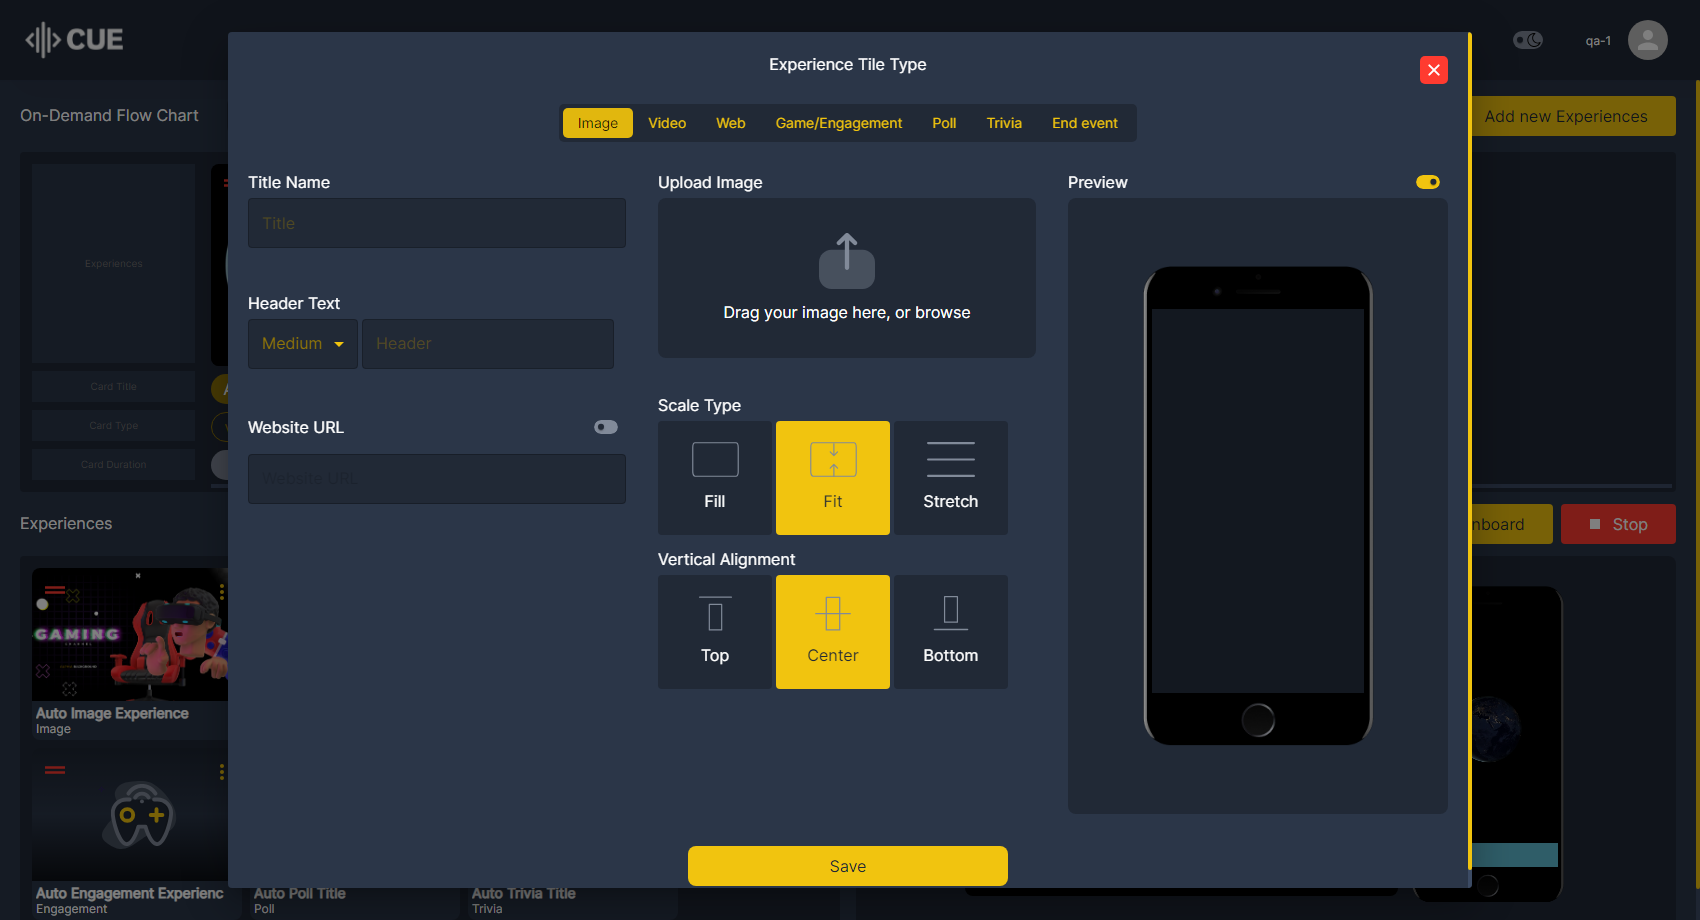 CUE
qa-1
Experience Tile Type
On-Demand Flow Chart
Add new Experiences
Image
Video
Web
Game/Engagement
Poll
Trivia
End event
Title Name
Title
Header Text
Medium
Header
Website URL
Website URL
Upload Image
Drag your image here, or browse
Scale Type
Fill
Fit
Stretch
Vertical Alignment
Top
Center
Bottom
Preview
Save
Experiences
Card Title
Card Type
Card Duration
Experiences
Stop
GAMING
Auto Image Experience
Image
Auto Engagement Experienc
Engagement
Auto Poll Title
Poll
Auto Trivia Title
Trivia